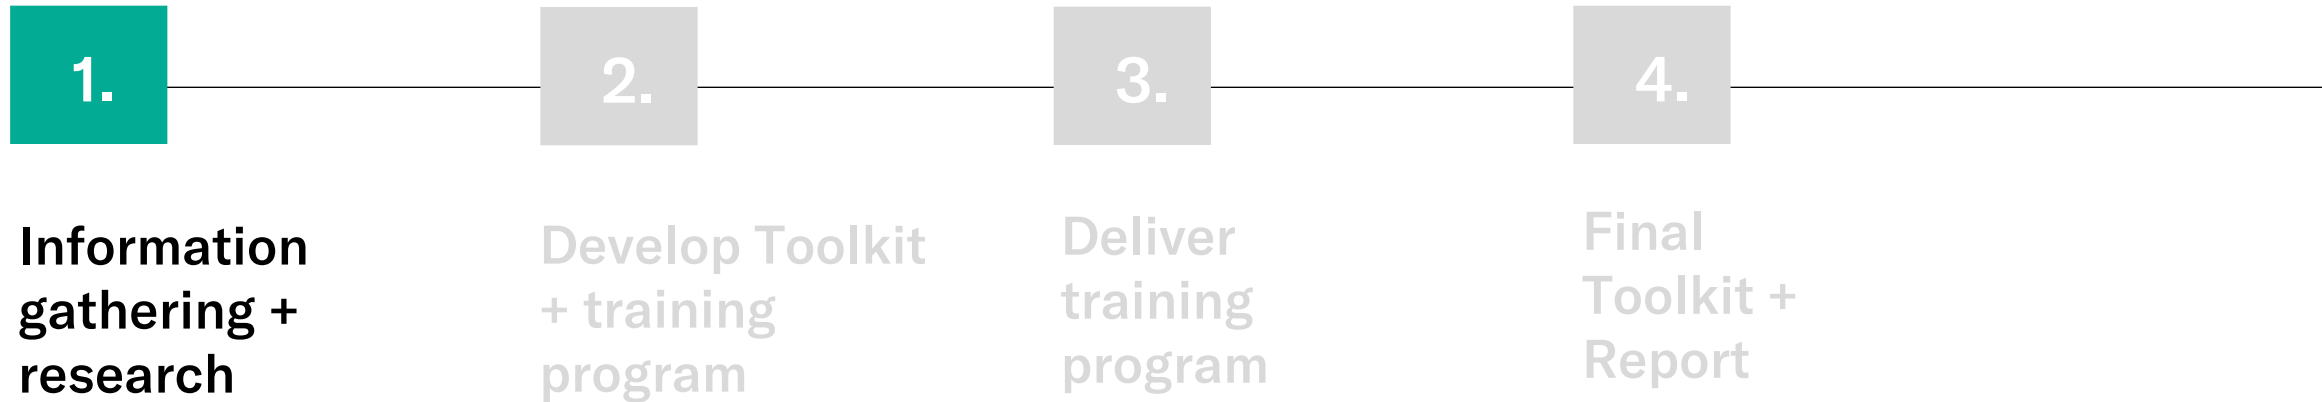 1.
2.
3.
4.
Information
gathering +
research
Develop Toolkit
+ training
program
Deliver
training
program
Final
Toolkit +
Report